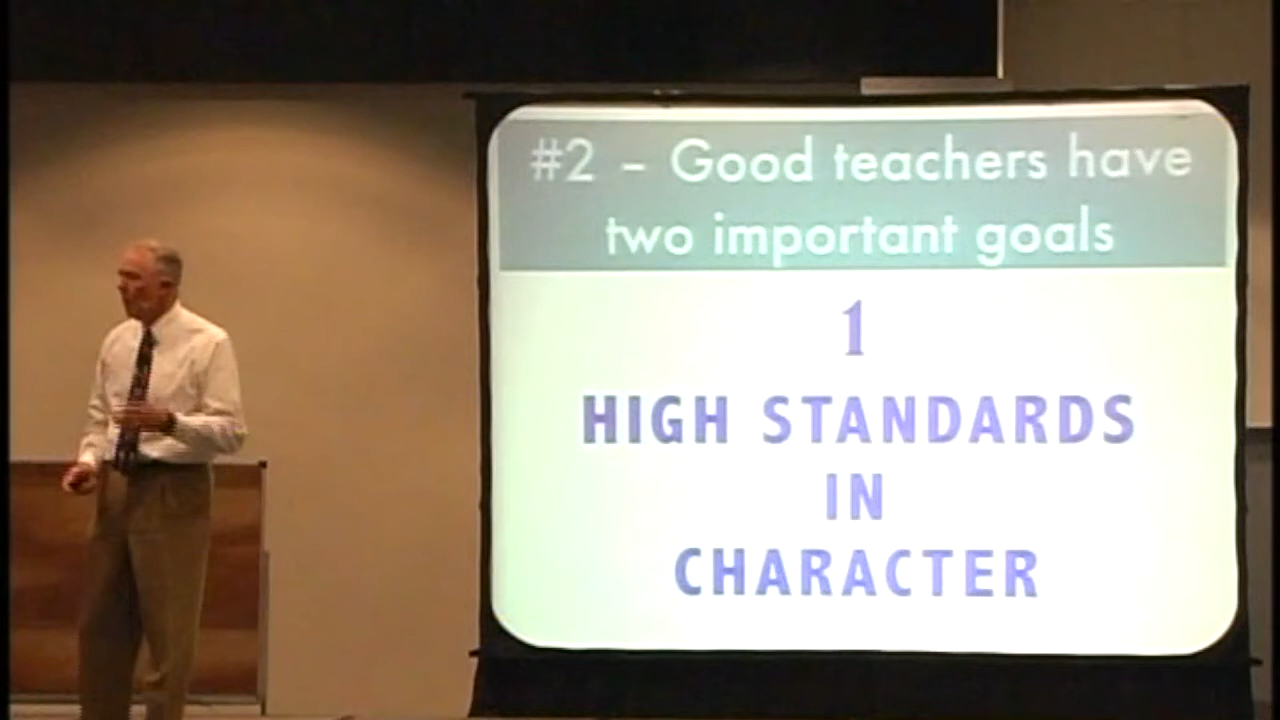 #2 – Good teachers have
two important goals
1
HIGH STANDARDS
IN
CHARACTER